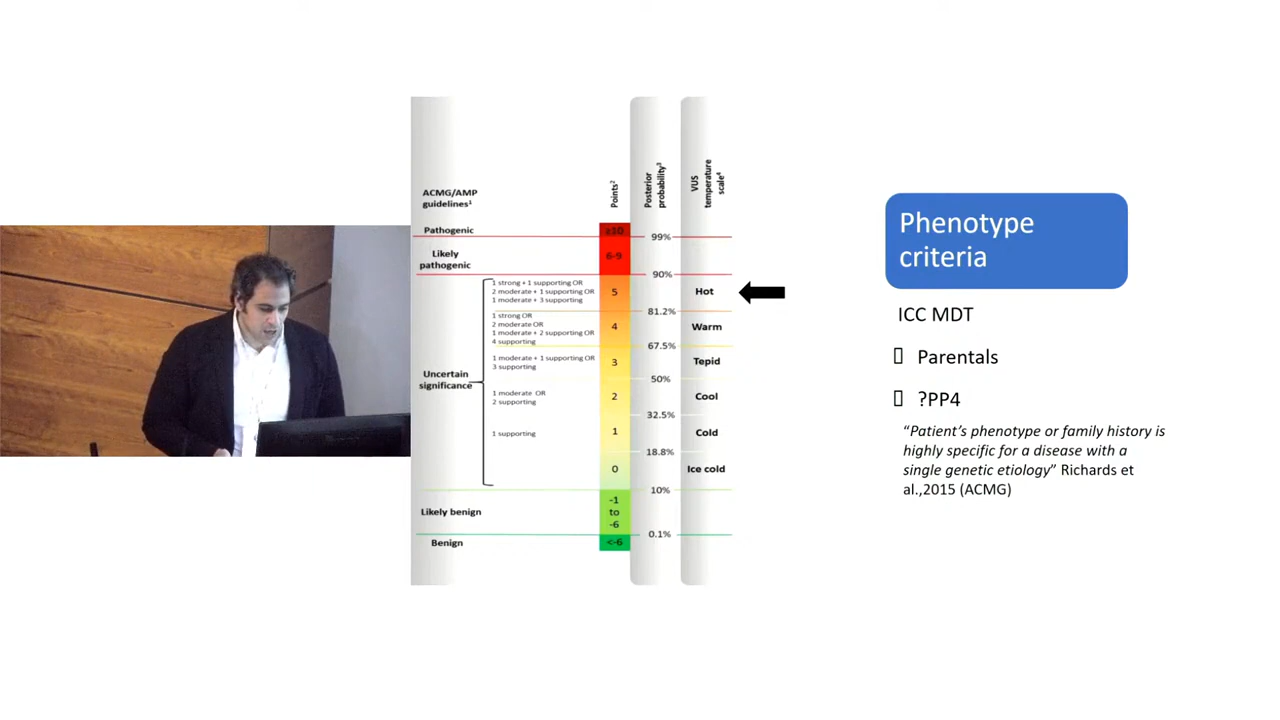 ACMG/AMP
guidelines¹
Points²
Posterior
probability³
VUS
temperature
scale⁴
Pathogenic
≥10
99%
Likely
pathogenic
6-9
90%
Uncertain
significance
1 strong + 1 supporting OR
2 moderate + 1 supporting OR
1 moderate + 3 supporting
5
Hot
81.2%
1 strong OR
2 moderate OR
1 moderate + 2 supporting OR
4 supporting
4
Warm
67.5%
1 moderate + 1 supporting OR
3 supporting
3
Tepid
50%
1 moderate OR
2 supporting
2
Cool
32.5%
1 supporting
1
Cold
18.8%
0
Ice cold
10%
Likely benign
-1
to
-6
0.1%
Benign
<-6
Phenotype
criteria
ICC MDT
Parentals
?PP4
“Patient’s phenotype or family history is
highly specific for a disease with a
single genetic etiology” Richards et
al.,2015 (ACMG)